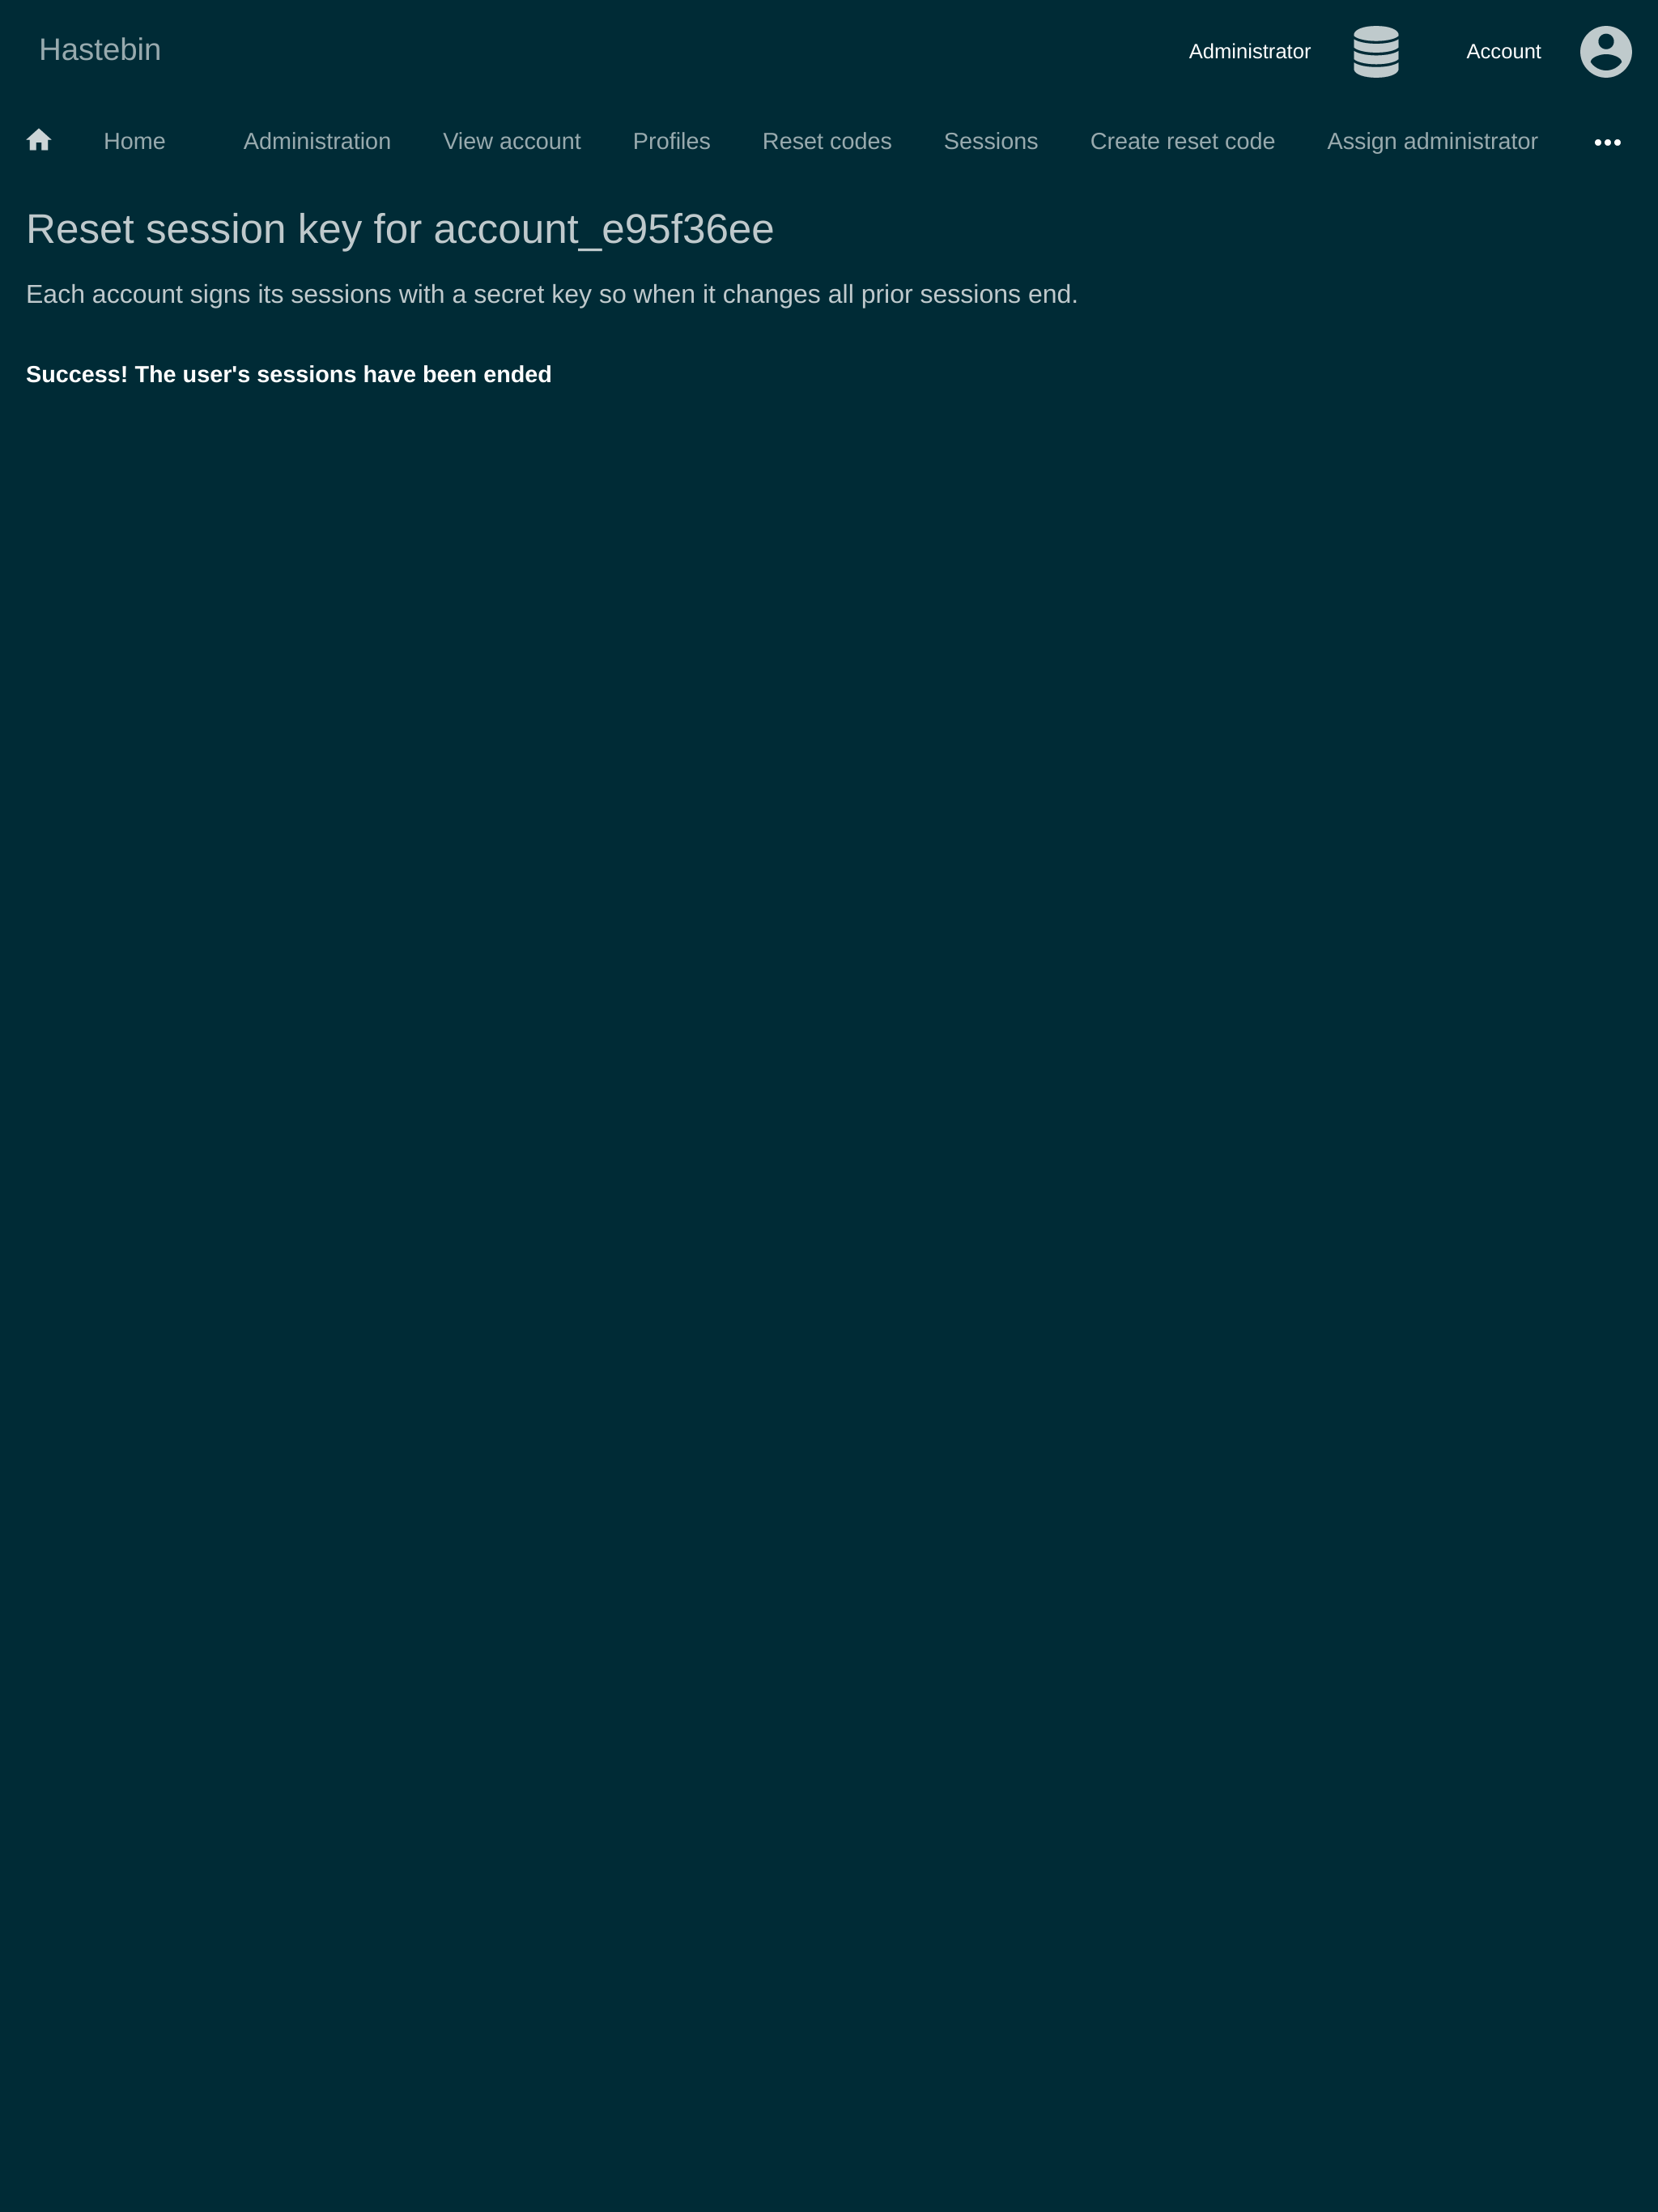 Hastebin
Administrator
Account
Home
Administration
View account
Profiles
Reset codes
Sessions
Create reset code
Assign administrator
Reset session key for account_e95f36ee
Each account signs its sessions with a secret key so when it changes all prior sessions end.
Success! The user's sessions have been ended